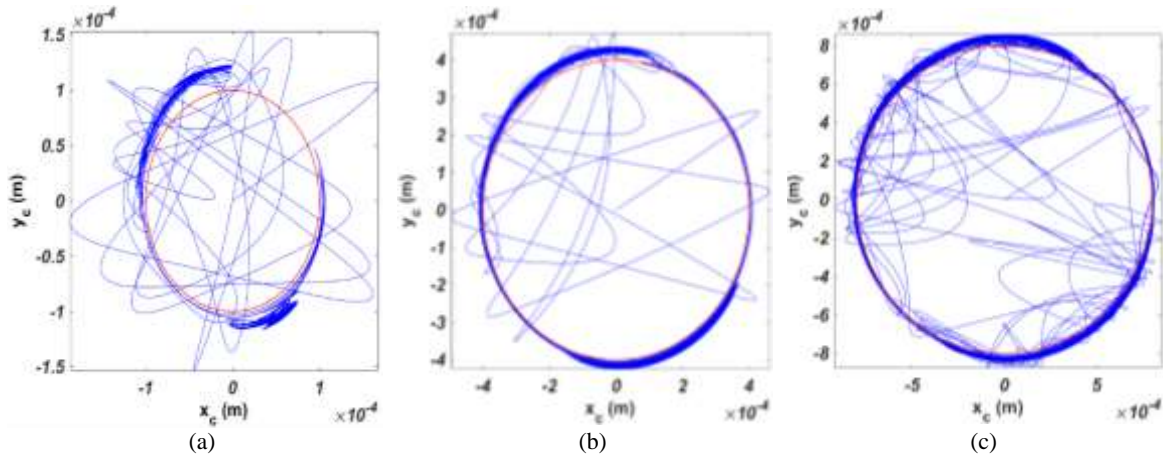 ×10⁻⁴
1.5
1
0.5
0
-0.5
-1
-1.5
y_c (m)
-1 0 1
x_c (m) ×10⁻⁴
(a)
×10⁻⁴
4
3
2
1
0
-1
-2
-3
-4
y_c (m)
-4 -2 0 2 4
x_c (m) ×10⁻⁴
(b)
×10⁻⁴
8
6
4
2
0
-2
-4
-6
-8
y_c (m)
-5 0 5
x_c (m) ×10⁻⁴
(c)